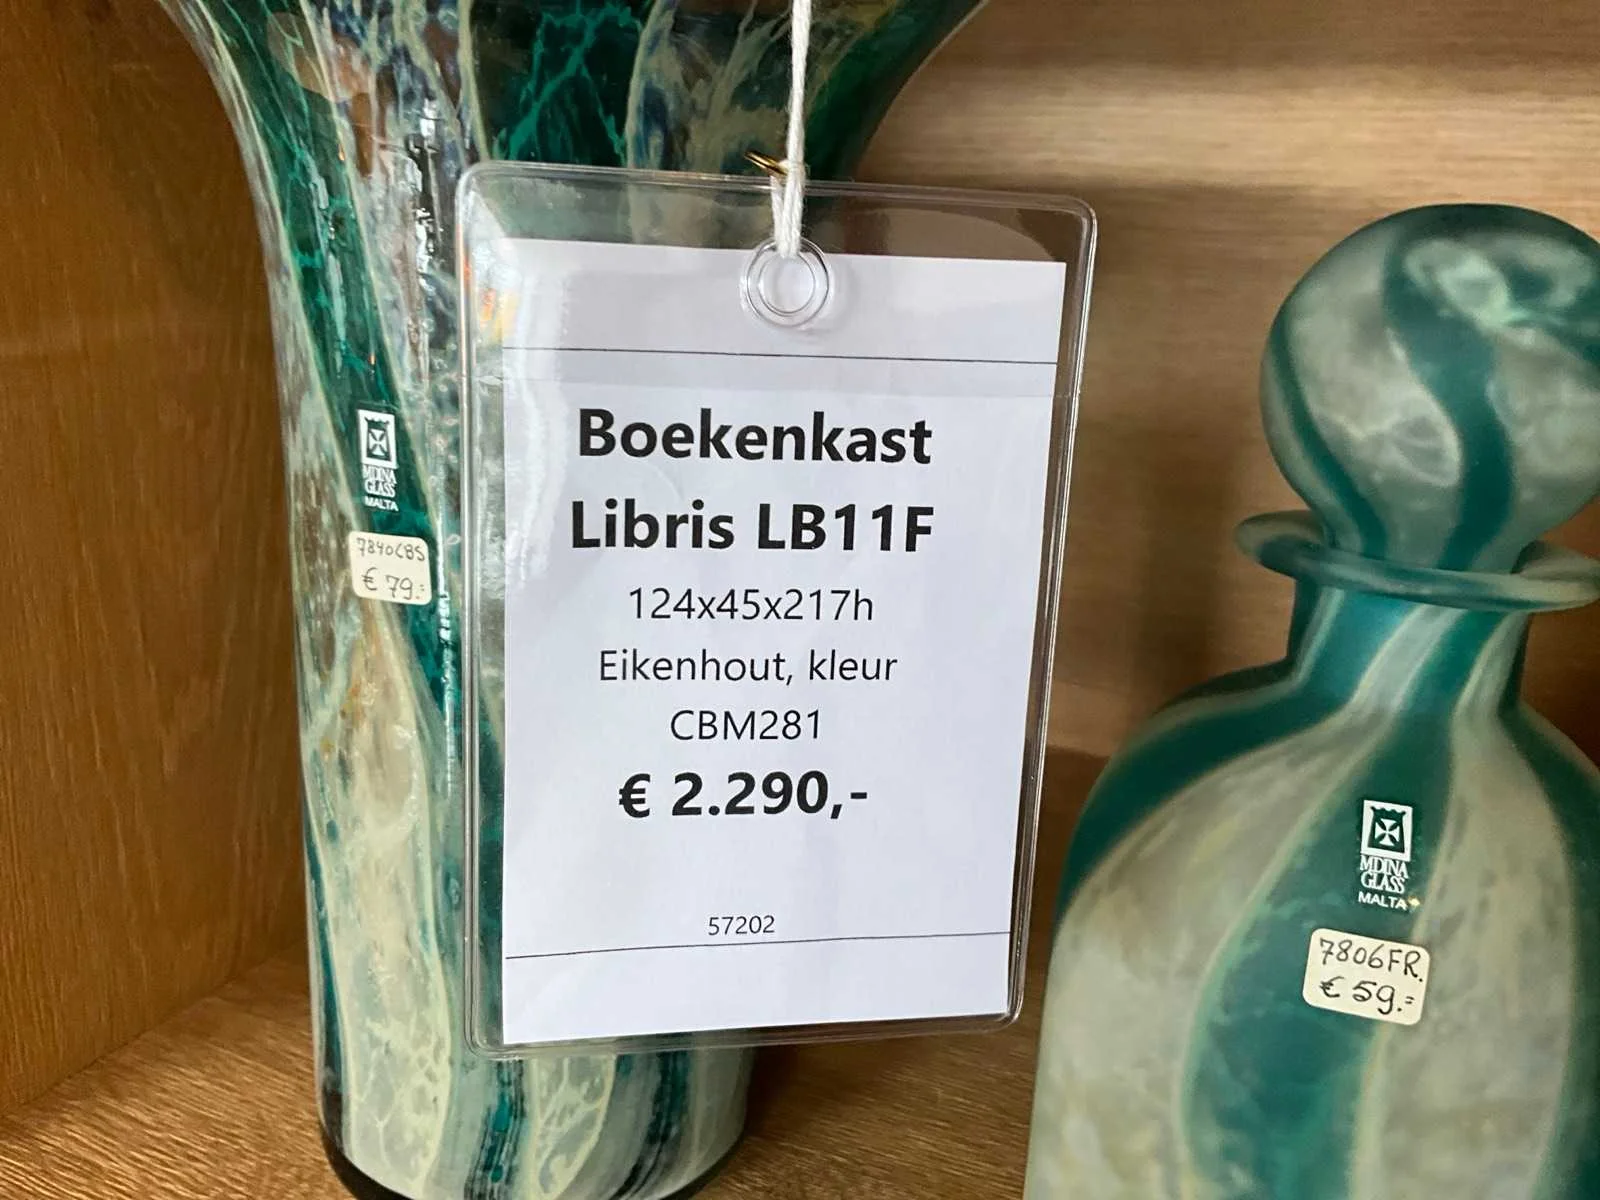 Boekenkast
Libris LB11F
124x45x217h
Eikenhout, kleur
CBM281
€ 2.290,-
57202
MDINA
GLASS
MALTA
7840CBS
€ 79.=
MDINA
GLASS
MALTA
7806FR.
€ 59.=